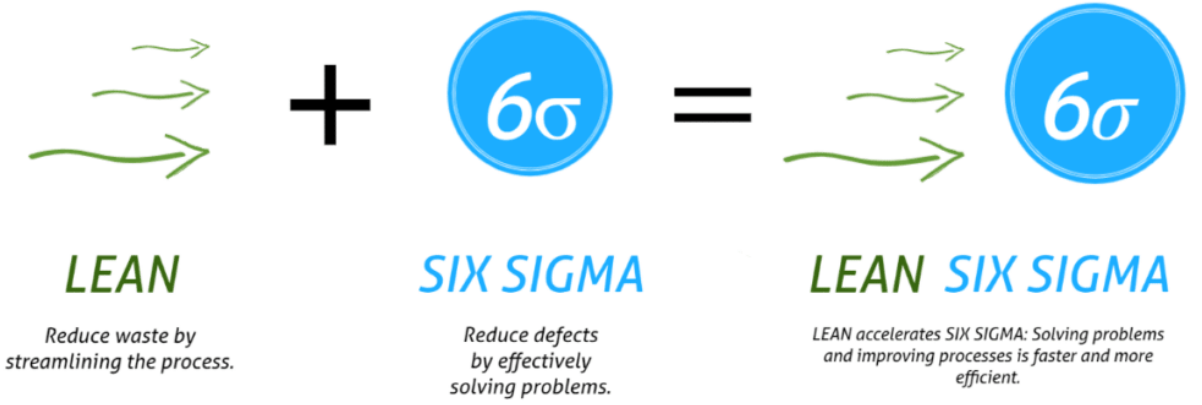 +
6σ
=
6σ
LEAN
Reduce waste by
streamlining the process.
SIX SIGMA
Reduce defects
by effectively
solving problems.
LEAN SIX SIGMA
LEAN accelerates SIX SIGMA: Solving problems
and improving processes is faster and more
efficient.